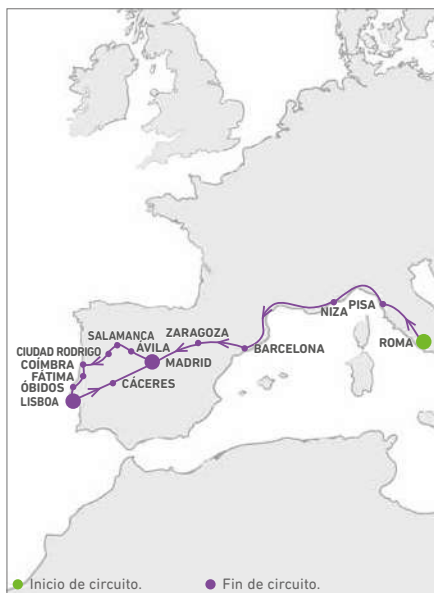 PISA
NIZA
ROMA
ZARAGOZA
BARCELONA
SALAMANCA
CIUDAD RODRIGO
ÁVILA
MADRID
COÍMBRA
FÁTIMA
CÁCERES
ÓBIDOS
LISBOA
Inicio de circuito.
Fin de circuito.